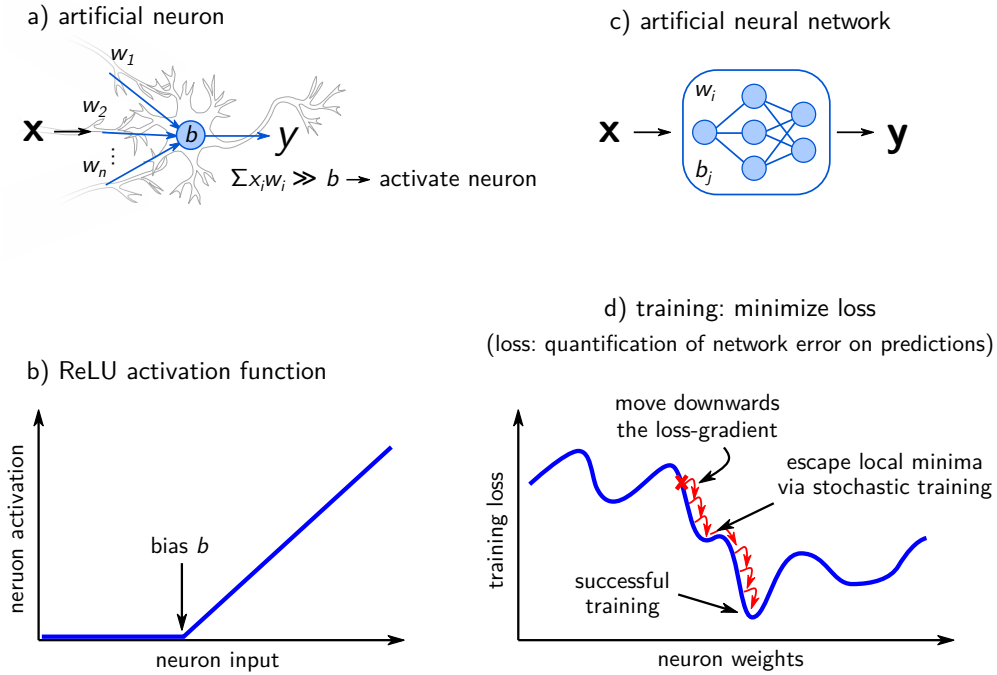 a) artificial neuron
w1
w2
⋮
wn
x
b
y
Σxiwi ≫ b → activate neuron
c) artificial neural network
x
wi
bj
y
b) ReLU activation function
neruon activation
bias b
neuron input
d) training: minimize loss
(loss: quantification of network error on predictions)
move downwards
the loss-gradient
escape local minima
via stochastic training
training loss
successful
training
neuron weights